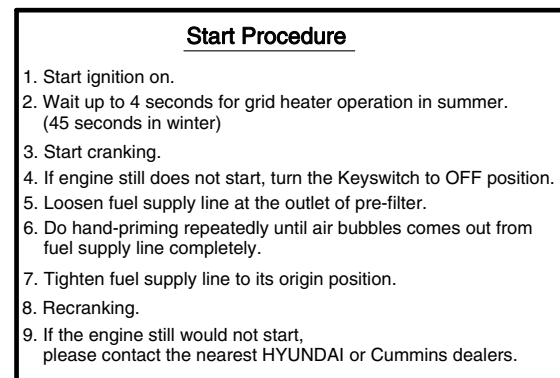 Start Procedure
1. Start ignition on.
2. Wait up to 4 seconds for grid heater operation in summer.
(45 seconds in winter)
3. Start cranking.
4. If engine still does not start, turn the Keyswitch to OFF position.
5. Loosen fuel supply line at the outlet of pre-filter.
6. Do hand-priming repeatedly until air bubbles comes out from
fuel supply line completely.
7. Tighten fuel supply line to its origin position.
8. Recranking.
9. If the engine still would not start,
please contact the nearest HYUNDAI or Cummins dealers.